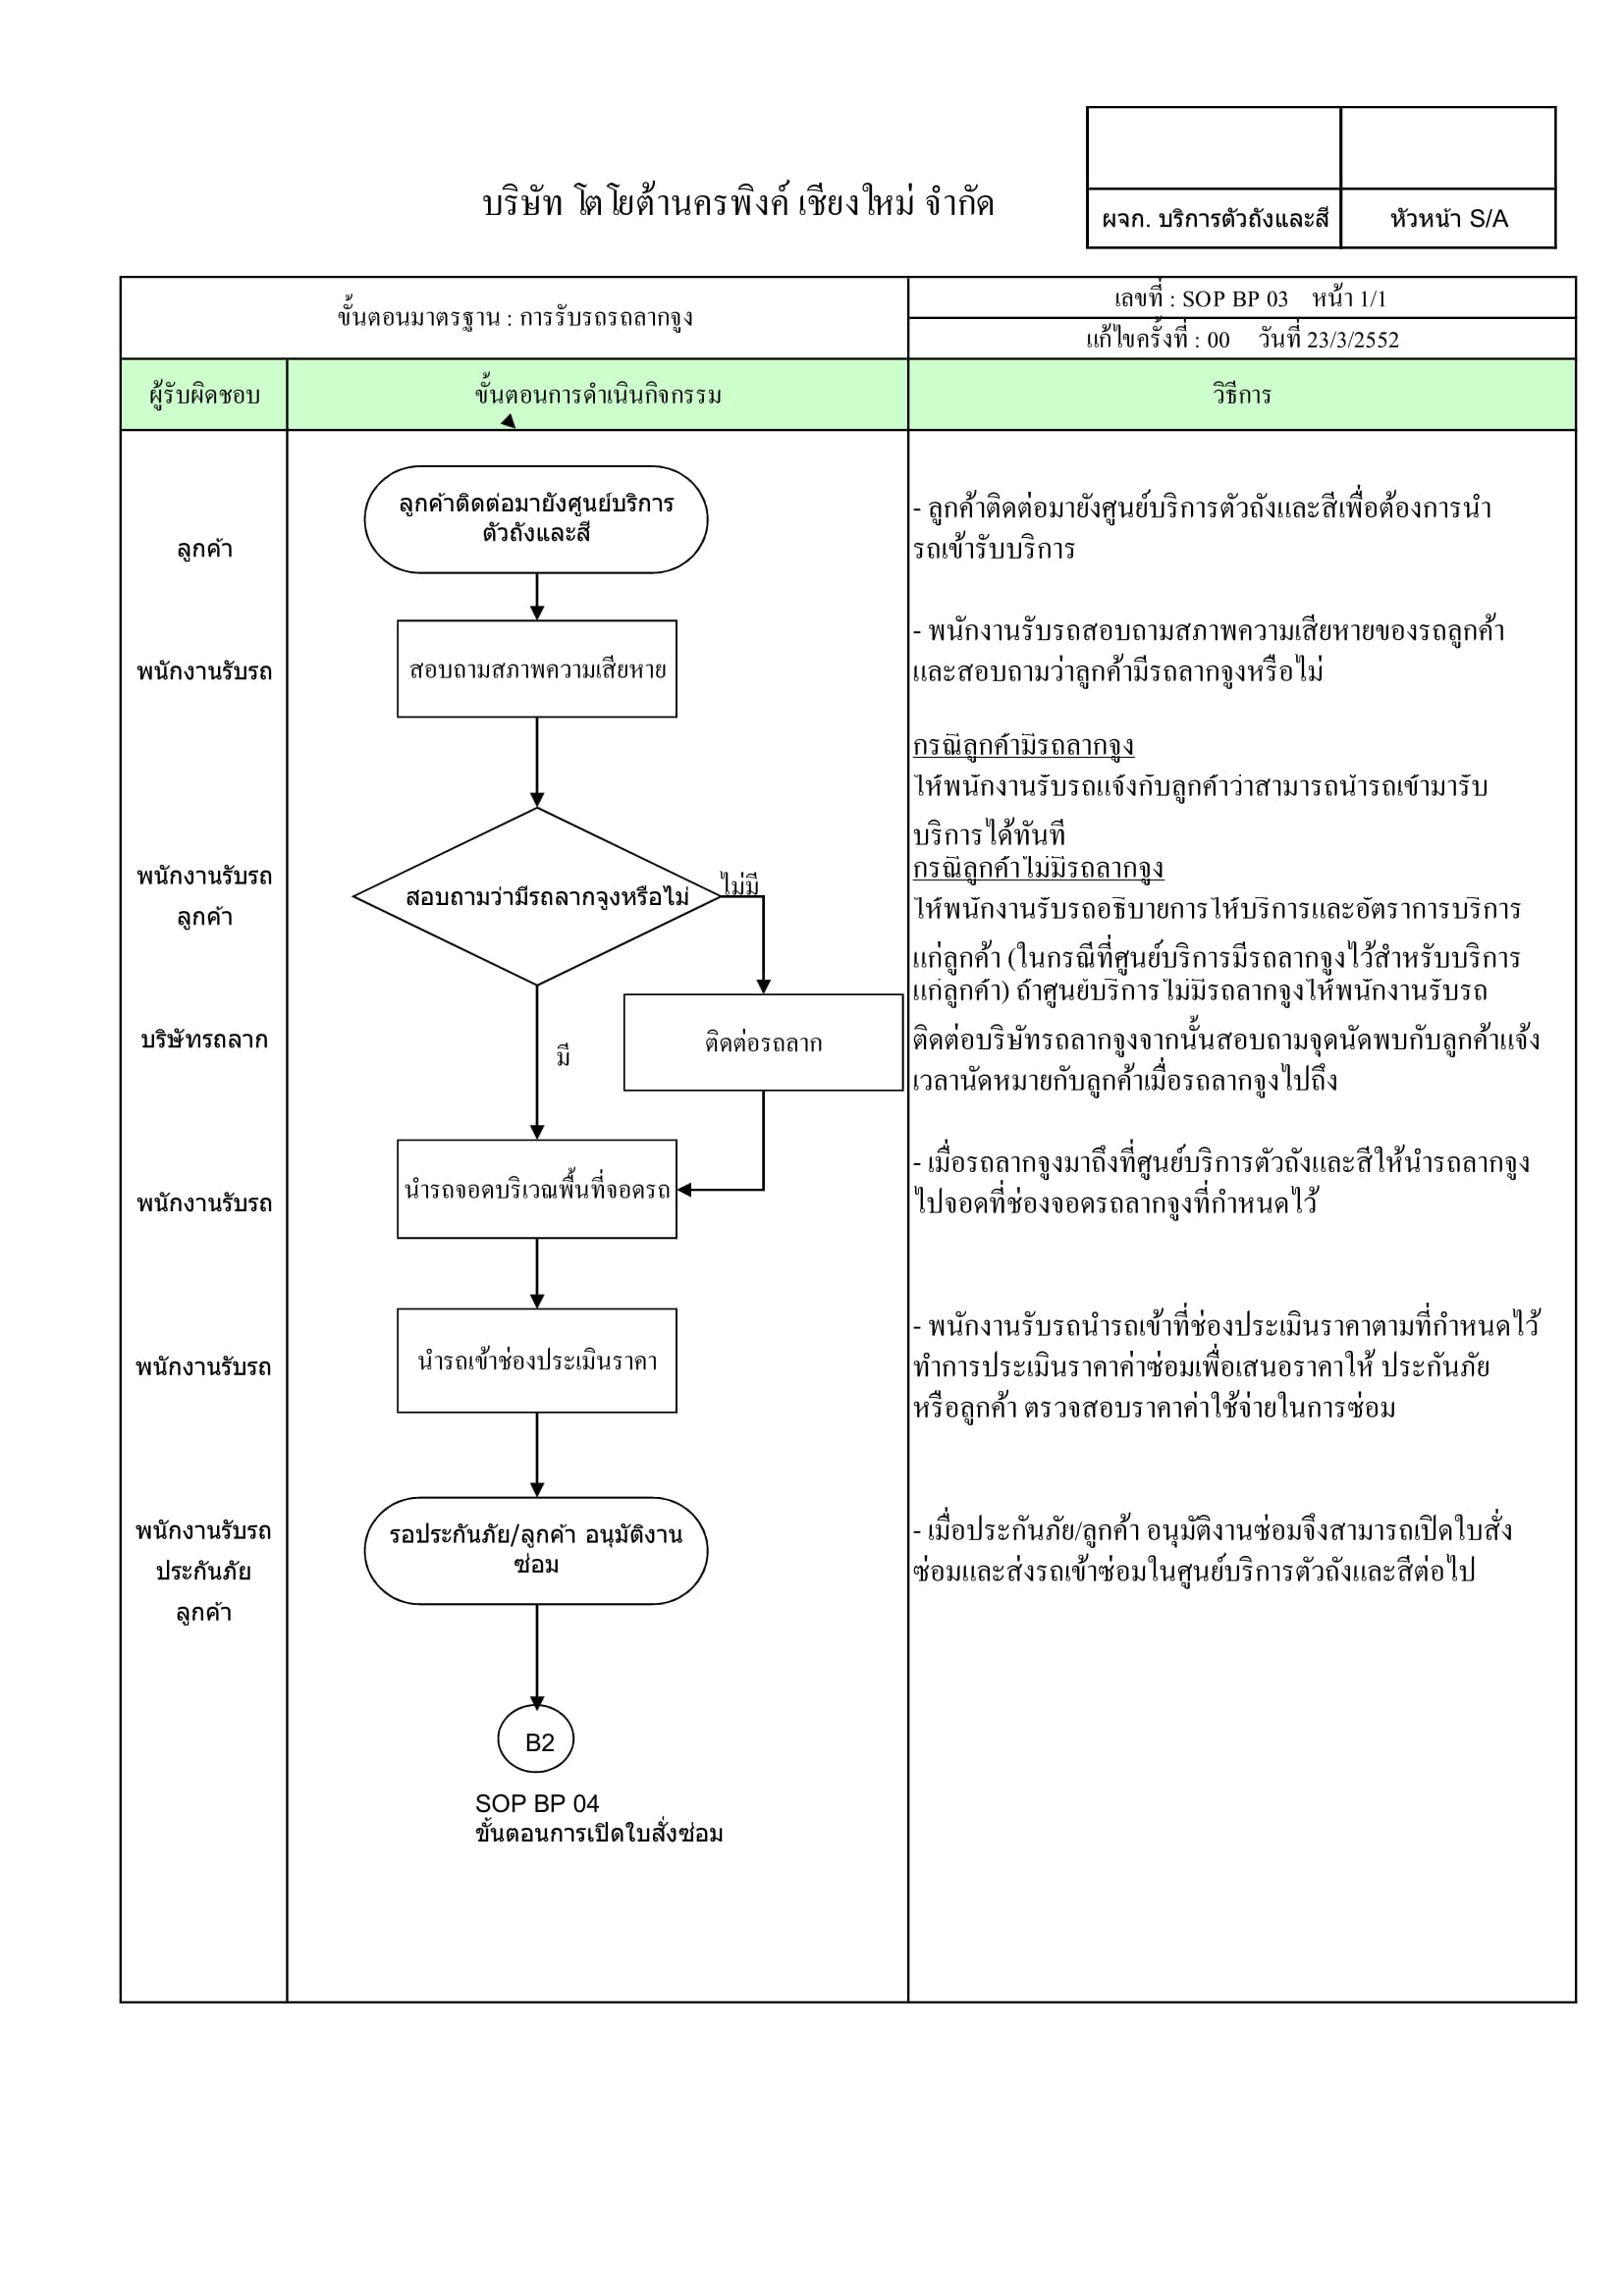 บริษัท โตโยต้านครพิงค์ เชียงใหม่ จำกัด
ผจก. บริการตัวถังและสี
หัวหน้า S/A
ขั้นตอนมาตรฐาน : การรับรถรถลากจูง
เลขที่ : SOP BP 03 หน้า 1/1
แก้ไขครั้งที่ : 00 วันที่ 23/3/2552
ผู้รับผิดชอบ
ขั้นตอนการดำเนินกิจกรรม
วิธีการ
ลูกค้า
ลูกค้าติดต่อมายังศูนย์บริการ
ตัวถังและสี
- ลูกค้าติดต่อมายังศูนย์บริการตัวถังและสีเพื่อต้องการนำ
รถเข้ารับบริการ
พนักงานรับรถ
สอบถามสภาพความเสียหาย
- พนักงานรับรถสอบถามสภาพความเสียหายของรถลูกค้า
และสอบถามว่าลูกค้ามีรถลากจูงหรือไม่
กรณีลูกค้ามีรถลากจูง
ให้พนักงานรับรถแจ้งกับลูกค้าว่าสามารถนำรถเข้ามารับ
บริการได้ทันที
พนักงานรับรถ
ลูกค้า
สอบถามว่ามีรถลากจูงหรือไม่
ไม่มี
มี
กรณีลูกค้าไม่มีรถลากจูง
ให้พนักงานรับรถอธิบายการให้บริการและอัตราการบริการ
แก่ลูกค้า (ในกรณีที่ศูนย์บริการมีรถลากจูงไว้สำหรับบริการ
แก่ลูกค้า) ถ้าศูนย์บริการไม่มีรถลากจูงให้พนักงานรับรถ
ติดต่อบริษัทรถลากจูงจากนั้นสอบถามจุดนัดพบกับลูกค้าแจ้ง
เวลานัดหมายกับลูกค้าเมื่อรถลากจูงไปถึง
บริษัทรถลาก
ติดต่อรถลาก
พนักงานรับรถ
นำรถจอดบริเวณพื้นที่จอดรถ
- เมื่อรถลากจูงมาถึงที่ศูนย์บริการตัวถังและสีให้นำรถลากจูง
ไปจอดที่ช่องจอดรถลากจูงที่กำหนดไว้
พนักงานรับรถ
นำรถเข้าช่องประเมินราคา
- พนักงานรับรถนำรถเข้าที่ช่องประเมินราคาตามที่กำหนดไว้
ทำการประเมินราคาค่าซ่อมเพื่อเสนอราคาให้ ประกันภัย
หรือลูกค้า ตรวจสอบราคาค่าใช้จ่ายในการซ่อม
พนักงานรับรถ
ประกันภัย
ลูกค้า
รอประกันภัย/ลูกค้า อนุมัติงาน
ซ่อม
- เมื่อประกันภัย/ลูกค้า อนุมัติงานซ่อมจึงสามารถเปิดใบสั่ง
ซ่อมและส่งรถเข้าซ่อมในศูนย์บริการตัวถังและสีต่อไป
B2
SOP BP 04
ขั้นตอนการเปิดใบสั่งซ่อม